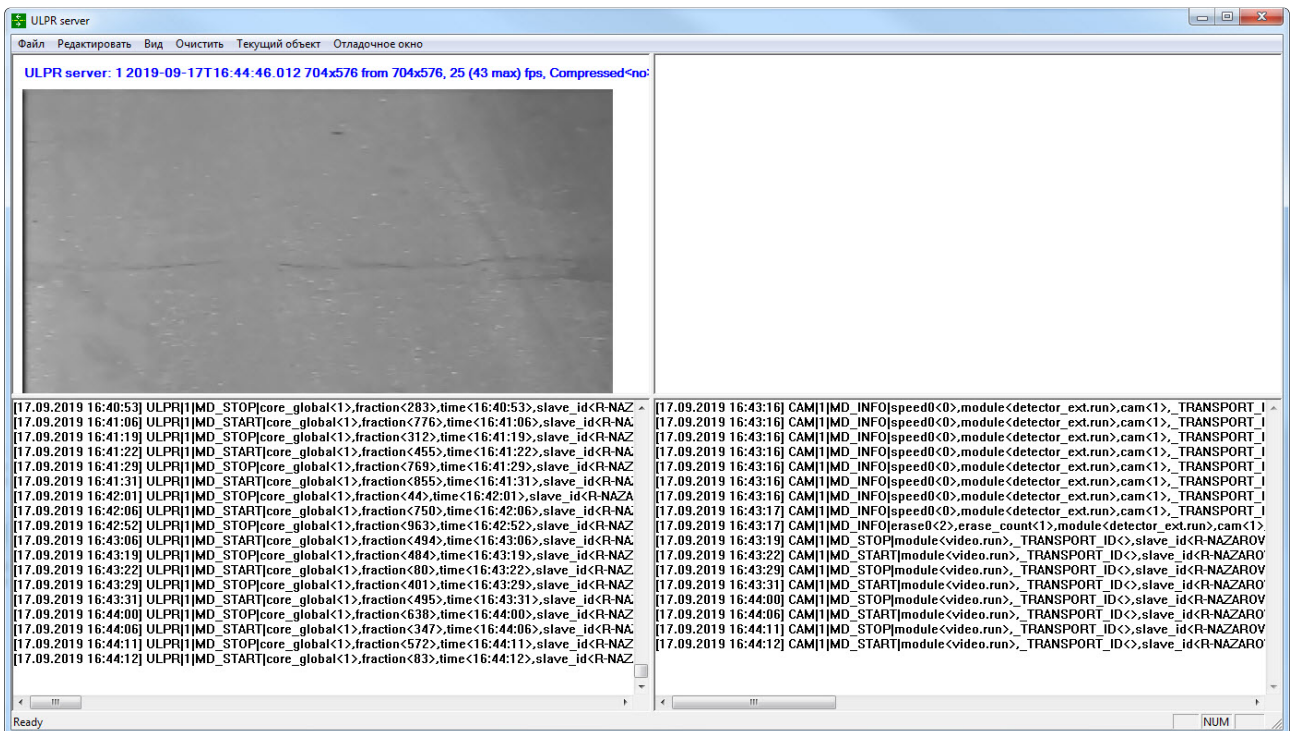 ULPR server
Файл Редактировать Вид Очистить Текущий объект Отладочное окно
ULPR server: 1 2019-09-17T16:44:46.012 704x576 from 704x576, 25 (43 max) fps, Compressed<no>
[17.09.2019 16:40:53] ULPR|1|MD_STOP|core_global<1>,fraction<283>,time<16:40:53>,slave_id<R-NAZ
[17.09.2019 16:41:06] ULPR|1|MD_START|core_global<1>,fraction<776>,time<16:41:06>,slave_id<R-NA
[17.09.2019 16:41:19] ULPR|1|MD_STOP|core_global<1>,fraction<312>,time<16:41:19>,slave_id<R-NAZ
[17.09.2019 16:41:22] ULPR|1|MD_START|core_global<1>,fraction<455>,time<16:41:22>,slave_id<R-NA
[17.09.2019 16:41:29] ULPR|1|MD_STOP|core_global<1>,fraction<769>,time<16:41:29>,slave_id<R-NAZ
[17.09.2019 16:41:31] ULPR|1|MD_START|core_global<1>,fraction<855>,time<16:41:31>,slave_id<R-NA
[17.09.2019 16:42:01] ULPR|1|MD_STOP|core_global<1>,fraction<44>,time<16:42:01>,slave_id<R-NAZA
[17.09.2019 16:42:06] ULPR|1|MD_START|core_global<1>,fraction<750>,time<16:42:06>,slave_id<R-NA
[17.09.2019 16:42:52] ULPR|1|MD_STOP|core_global<1>,fraction<963>,time<16:42:52>,slave_id<R-NAZ
[17.09.2019 16:43:06] ULPR|1|MD_START|core_global<1>,fraction<494>,time<16:43:06>,slave_id<R-NA
[17.09.2019 16:43:19] ULPR|1|MD_STOP|core_global<1>,fraction<484>,time<16:43:19>,slave_id<R-NAZ
[17.09.2019 16:43:22] ULPR|1|MD_START|core_global<1>,fraction<80>,time<16:43:22>,slave_id<R-NAZ
[17.09.2019 16:43:29] ULPR|1|MD_STOP|core_global<1>,fraction<401>,time<16:43:29>,slave_id<R-NAZ
[17.09.2019 16:43:31] ULPR|1|MD_START|core_global<1>,fraction<495>,time<16:43:31>,slave_id<R-NA
[17.09.2019 16:44:00] ULPR|1|MD_STOP|core_global<1>,fraction<638>,time<16:44:00>,slave_id<R-NAZ
[17.09.2019 16:44:06] ULPR|1|MD_START|core_global<1>,fraction<347>,time<16:44:06>,slave_id<R-NA
[17.09.2019 16:44:11] ULPR|1|MD_STOP|core_global<1>,fraction<572>,time<16:44:11>,slave_id<R-NAZ
[17.09.2019 16:44:12] ULPR|1|MD_START|core_global<1>,fraction<83>,time<16:44:12>,slave_id<R-NAZ
[17.09.2019 16:43:16] CAM|1|MD_INFO|speed0<0>,module<detector_ext.run>,cam<1>,_TRANSPORT_I
[17.09.2019 16:43:16] CAM|1|MD_INFO|speed0<0>,module<detector_ext.run>,cam<1>,_TRANSPORT_I
[17.09.2019 16:43:16] CAM|1|MD_INFO|speed0<0>,module<detector_ext.run>,cam<1>,_TRANSPORT_I
[17.09.2019 16:43:16] CAM|1|MD_INFO|speed0<0>,module<detector_ext.run>,cam<1>,_TRANSPORT_I
[17.09.2019 16:43:16] CAM|1|MD_INFO|speed0<0>,module<detector_ext.run>,cam<1>,_TRANSPORT_I
[17.09.2019 16:43:16] CAM|1|MD_INFO|speed0<0>,module<detector_ext.run>,cam<1>,_TRANSPORT_I
[17.09.2019 16:43:16] CAM|1|MD_INFO|speed0<0>,module<detector_ext.run>,cam<1>,_TRANSPORT_I
[17.09.2019 16:43:17] CAM|1|MD_INFO|speed0<0>,module<detector_ext.run>,cam<1>,_TRANSPORT_I
[17.09.2019 16:43:17] CAM|1|MD_INFO|erase0<2>,erase_count<1>,module<detector_ext.run>,cam<1>,
[17.09.2019 16:43:19] CAM|1|MD_STOP|module<video.run>,_TRANSPORT_ID<>,slave_id<R-NAZAROV
[17.09.2019 16:43:22] CAM|1|MD_START|module<video.run>,_TRANSPORT_ID<>,slave_id<R-NAZARO
[17.09.2019 16:43:29] CAM|1|MD_STOP|module<video.run>,_TRANSPORT_ID<>,slave_id<R-NAZAROV
[17.09.2019 16:43:31] CAM|1|MD_START|module<video.run>,_TRANSPORT_ID<>,slave_id<R-NAZARO
[17.09.2019 16:44:00] CAM|1|MD_STOP|module<video.run>,_TRANSPORT_ID<>,slave_id<R-NAZAROV
[17.09.2019 16:44:06] CAM|1|MD_START|module<video.run>,_TRANSPORT_ID<>,slave_id<R-NAZARO
[17.09.2019 16:44:11] CAM|1|MD_STOP|module<video.run>,_TRANSPORT_ID<>,slave_id<R-NAZAROV
[17.09.2019 16:44:12] CAM|1|MD_START|module<video.run>,_TRANSPORT_ID<>,slave_id<R-NAZARO
Ready
NUM